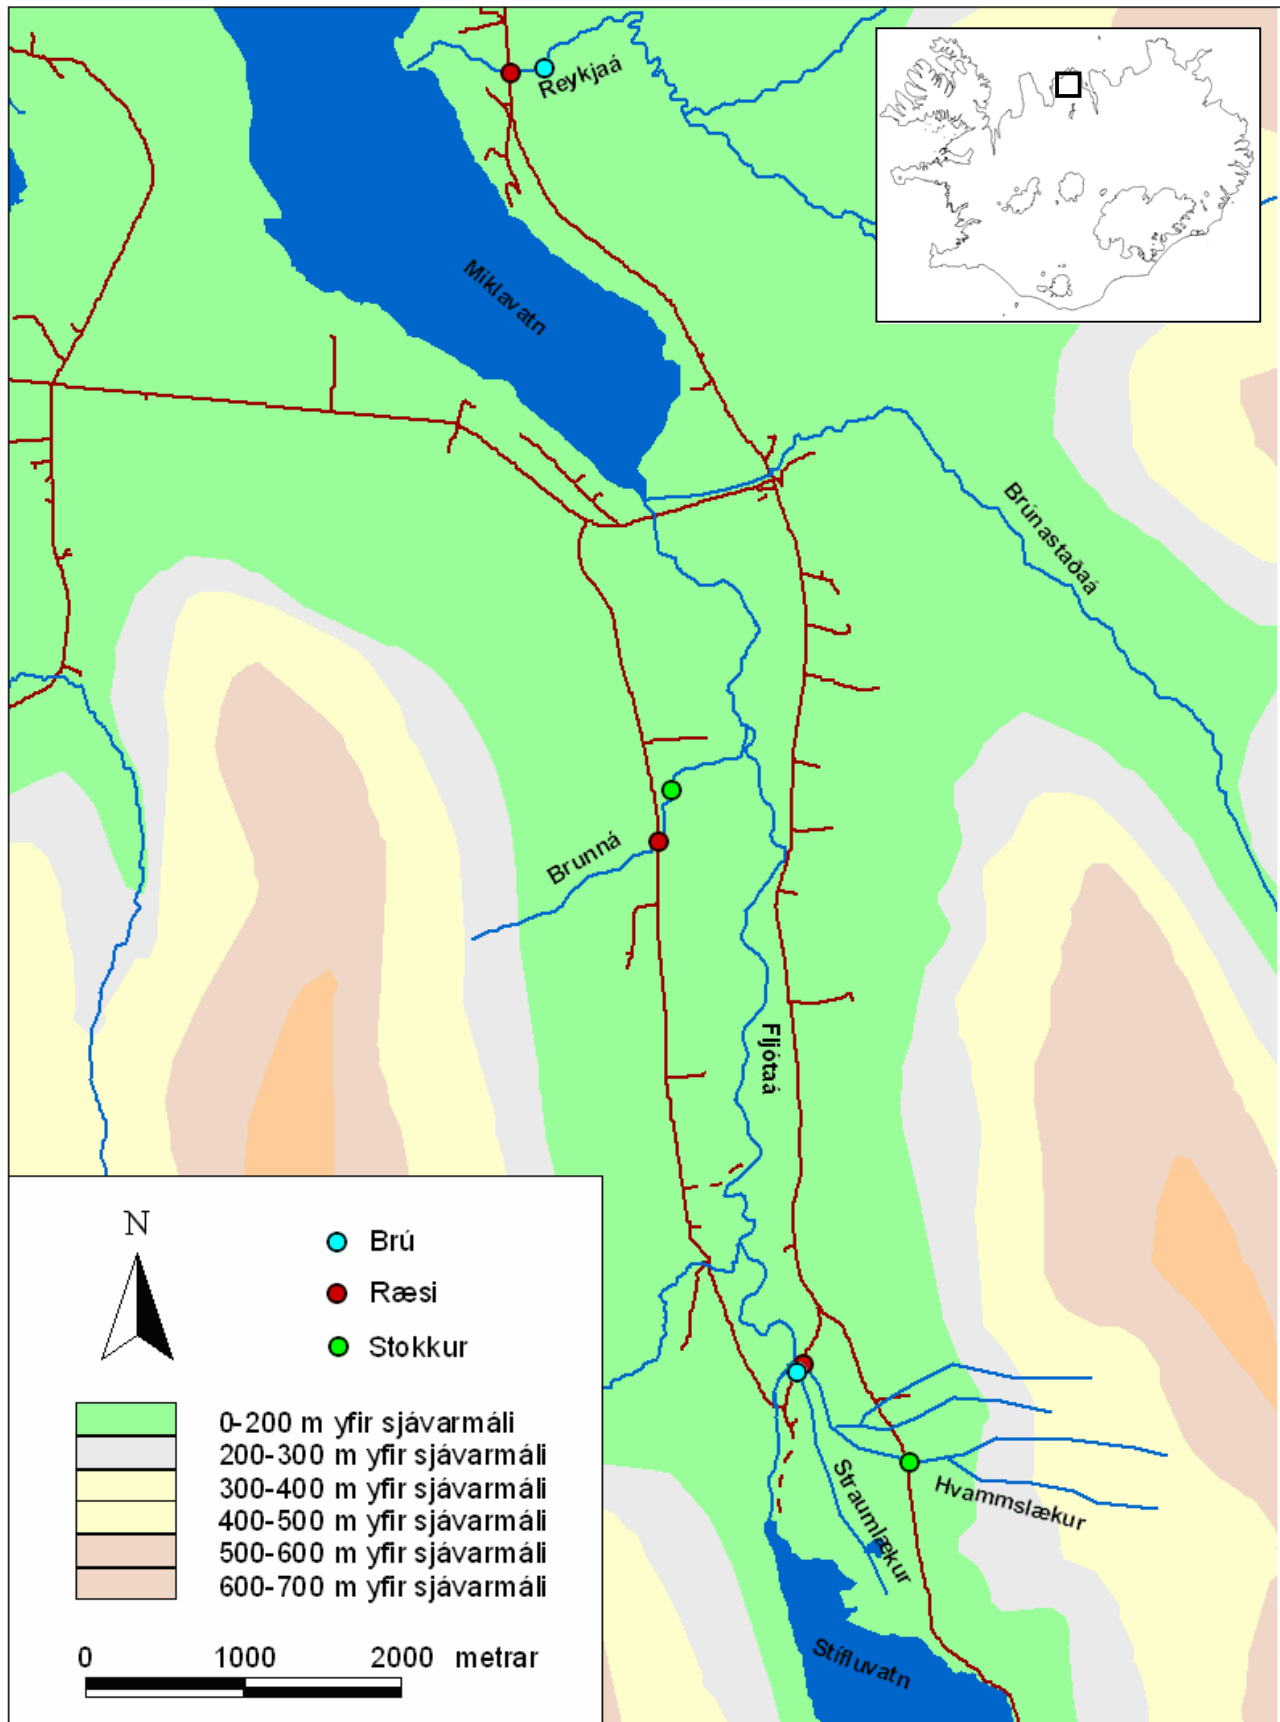 Reykjaá
Miklavatn
Brúnastaðaá
Brunná
Fljótaá
Straumlækur
Hvammslækur
Stífluvatn
N
Brú
Ræsi
Stokkur
0-200 m yfir sjávarmáli
200-300 m yfir sjávarmáli
300-400 m yfir sjávarmáli
400-500 m yfir sjávarmáli
500-600 m yfir sjávarmáli
600-700 m yfir sjávarmáli
0 1000 2000 metrar